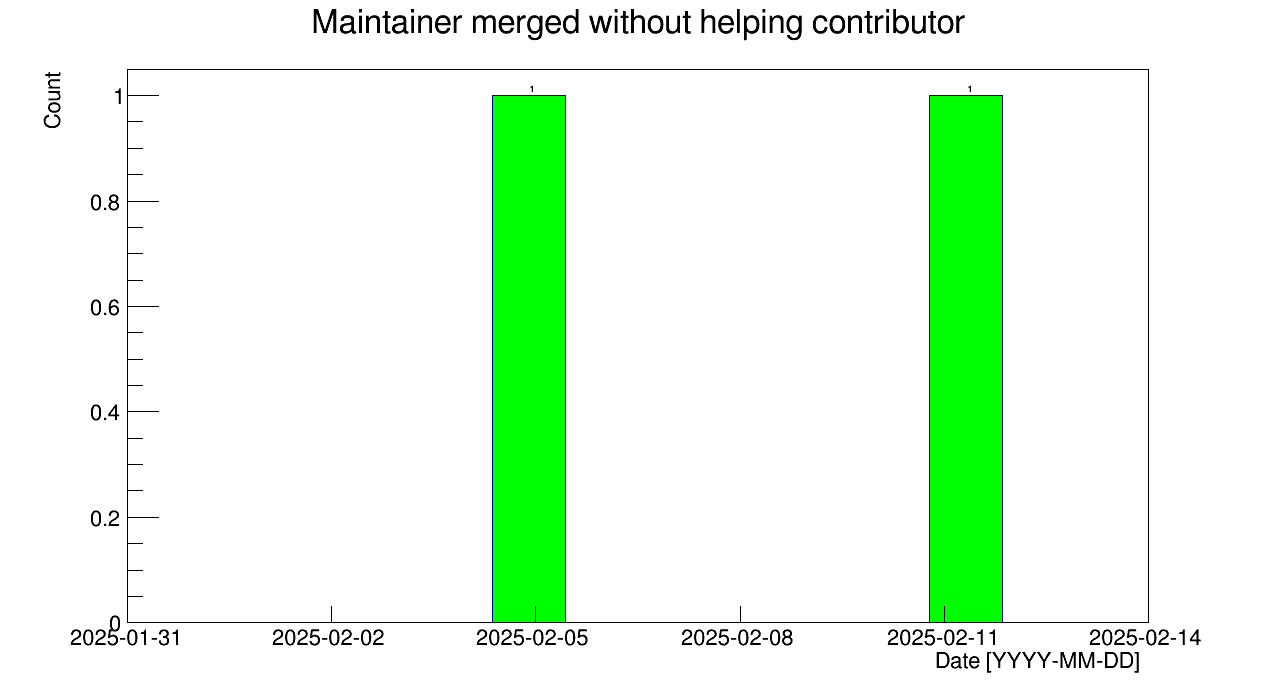 Maintainer merged without helping contributor
Count
1
0.8
0.6
0.4
0.2
0
1
1
2025-01-31 2025-02-02 2025-02-05 2025-02-08 2025-02-11 2025-02-14
Date [YYYY-MM-DD]